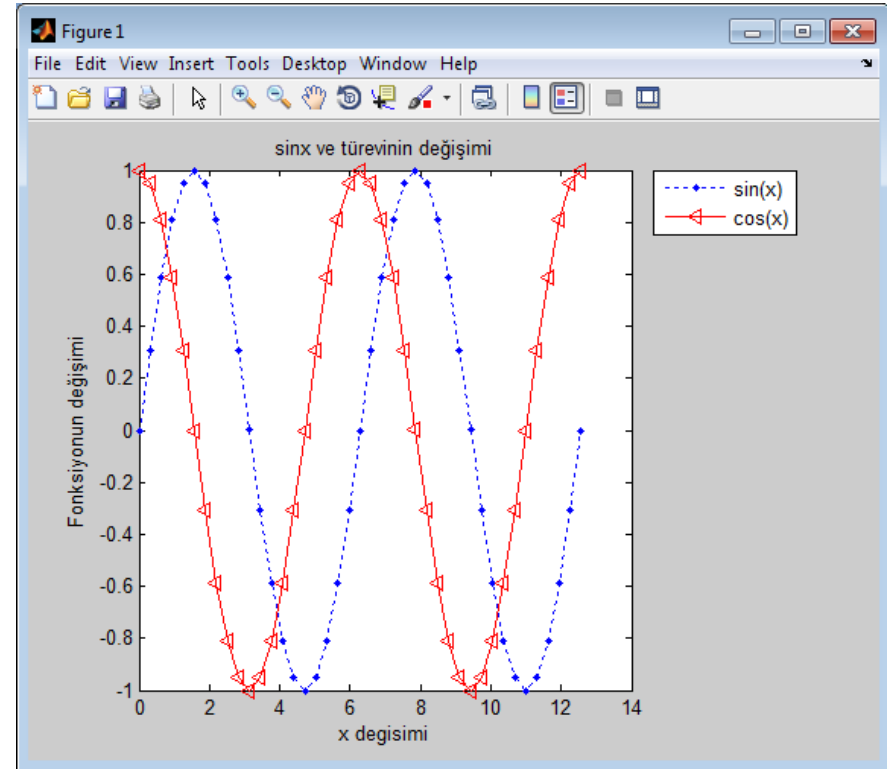 Figure 1
File Edit View Insert Tools Desktop Window Help
sinx ve türevinin değişimi
1
0.8
0.6
0.4
0.2
0
-0.2
-0.4
-0.6
-0.8
-1
Fonksiyonun değişimi
0 2 4 6 8 10 12 14
x degisimi
sin(x)
cos(x)